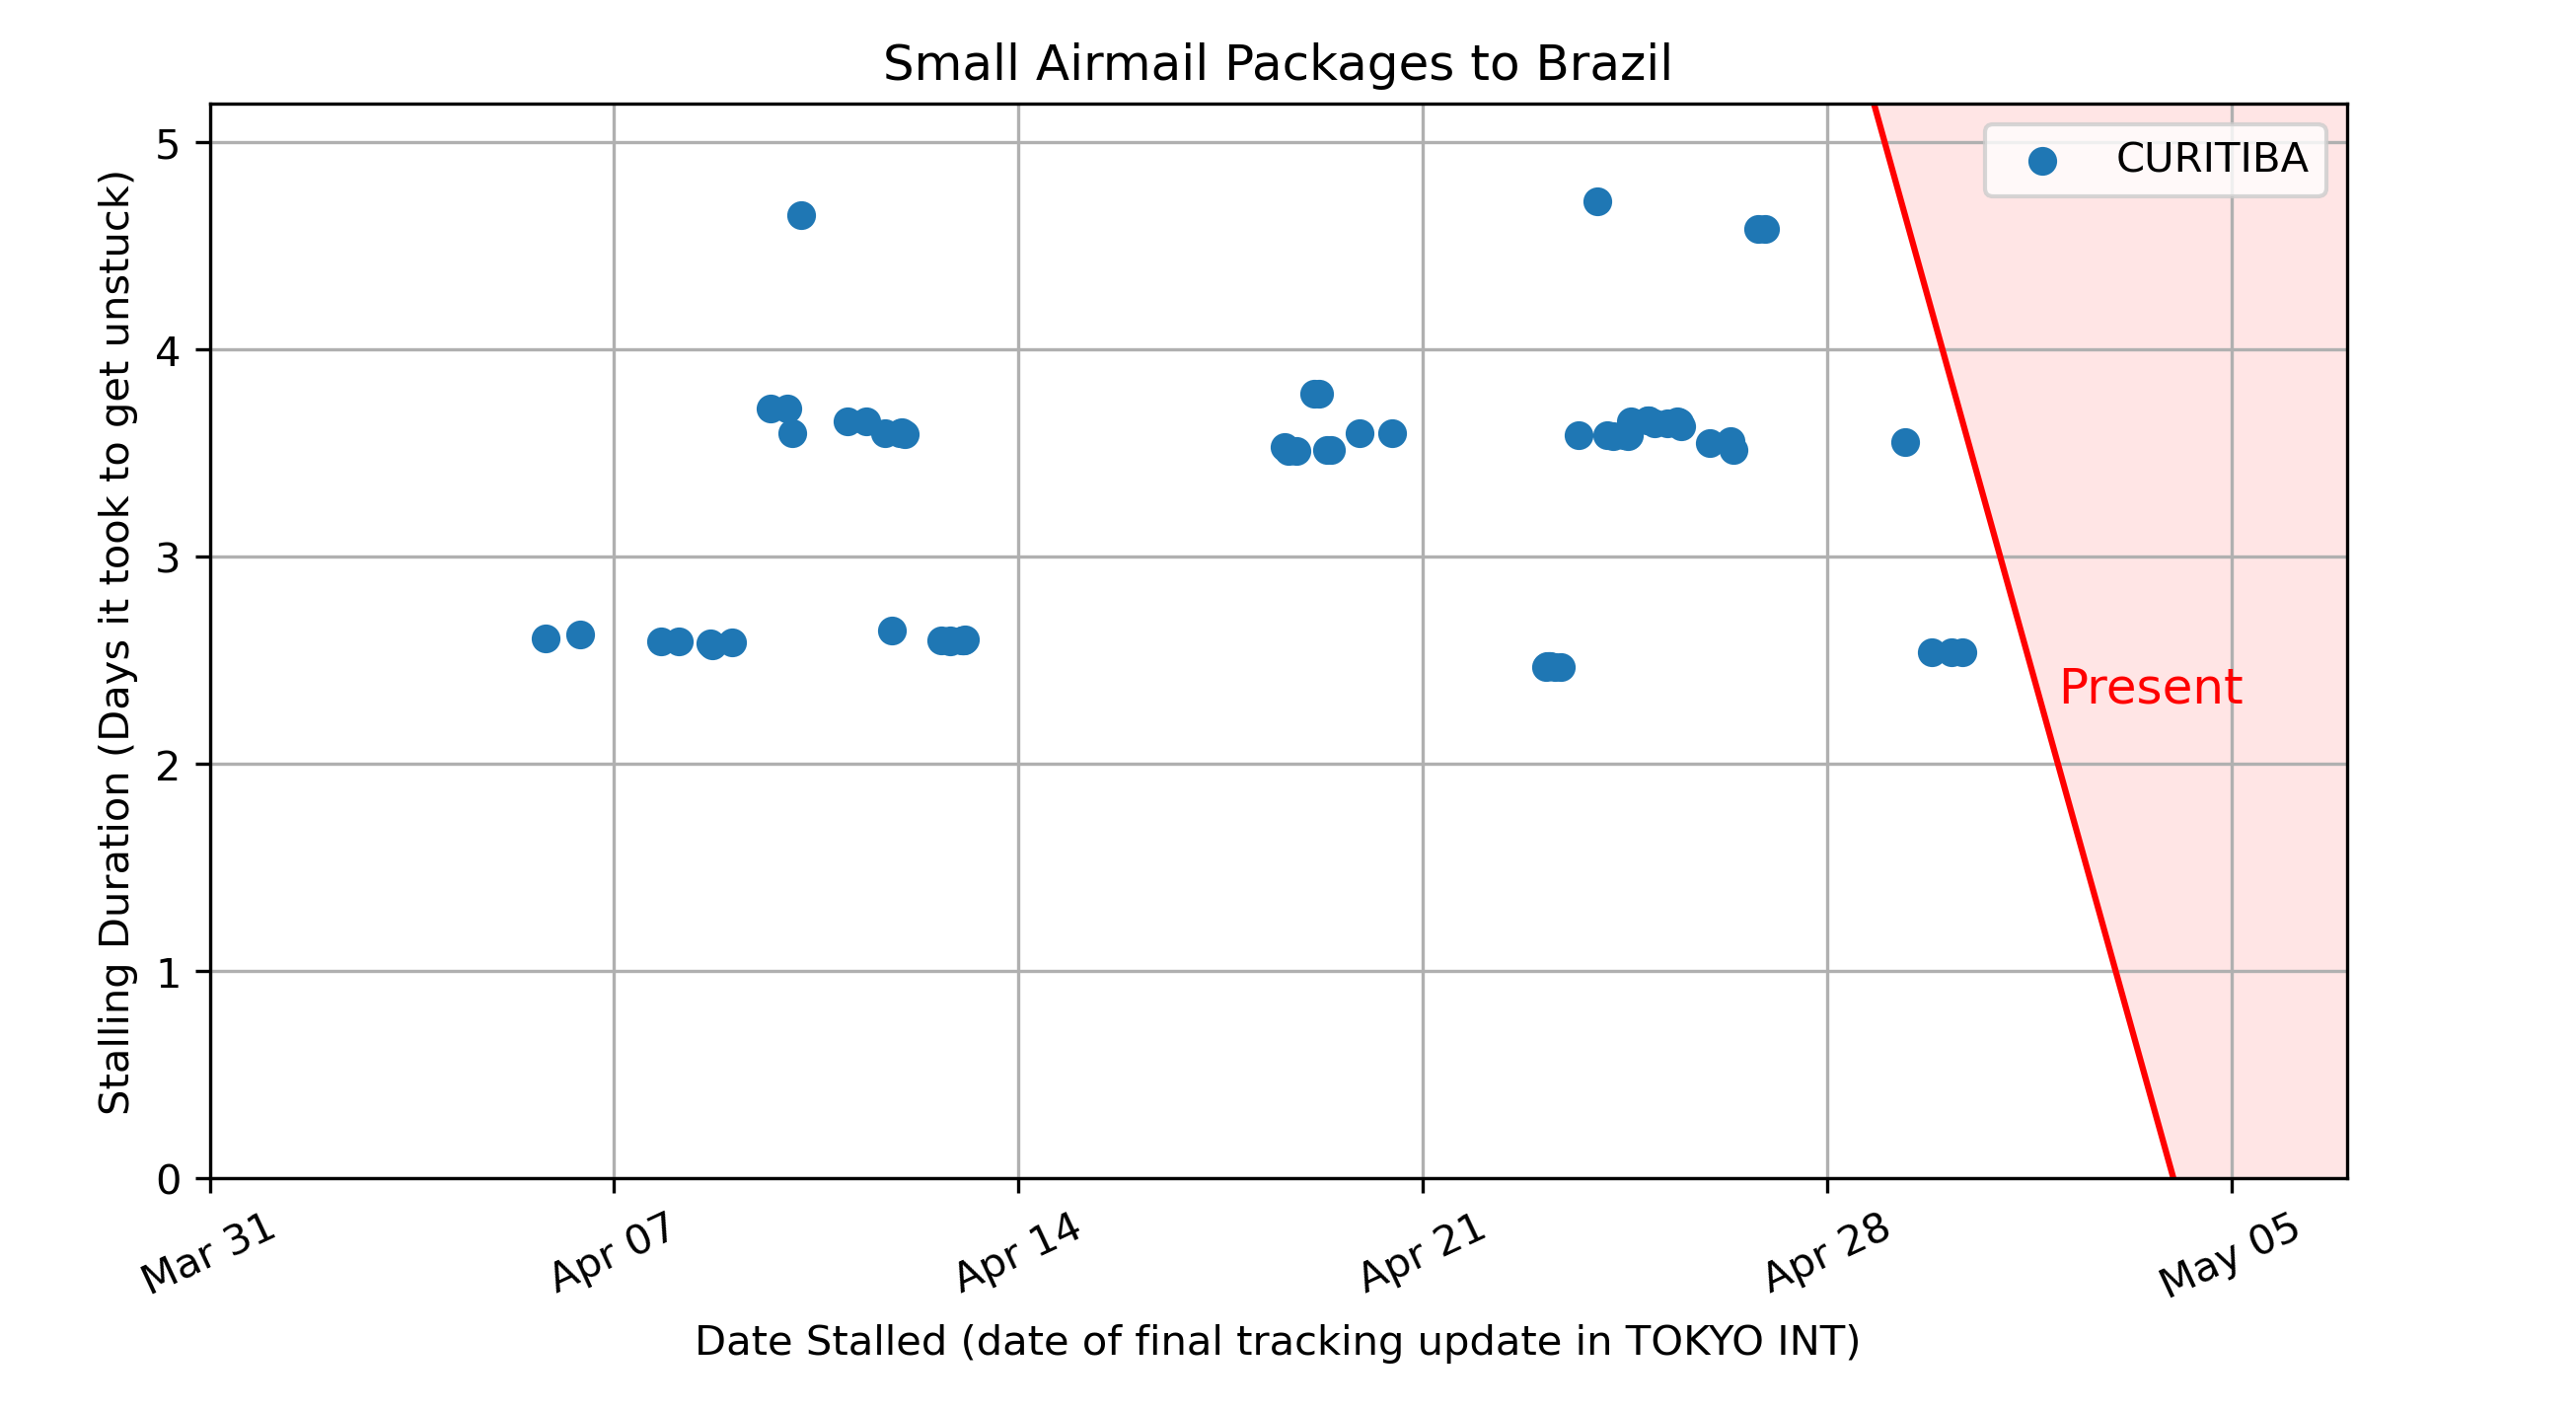 Small Airmail Packages to Brazil
Stalling Duration (Days it took to get unstuck)
5
4
3
2
1
0
CURITIBA
Present
Mar 31
Apr 07
Apr 14
Apr 21
Apr 28
May 05
Date Stalled (date of final tracking update in TOKYO INT)